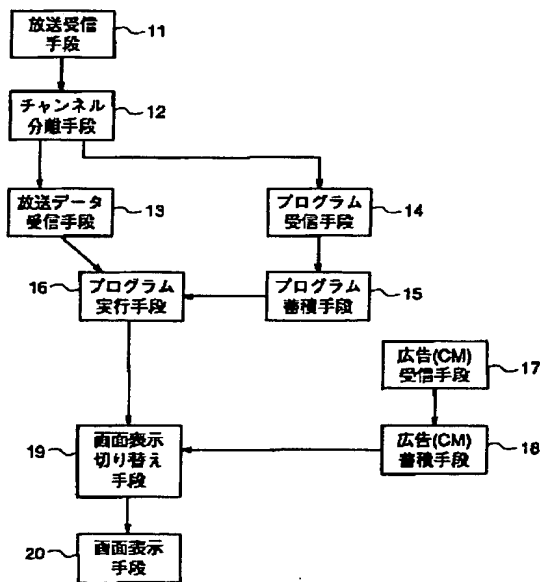 放送受信
手段
11
チャンネル
分離手段
12
放送データ
受信手段
13
プログラム
受信手段
14
16
プログラム
実行手段
プログラム
蓄積手段
15
広告(CM)
受信手段
17
19
画面表示
切り替え
手段
広告(CM)
蓄積手段
18
20
画面表示
手段